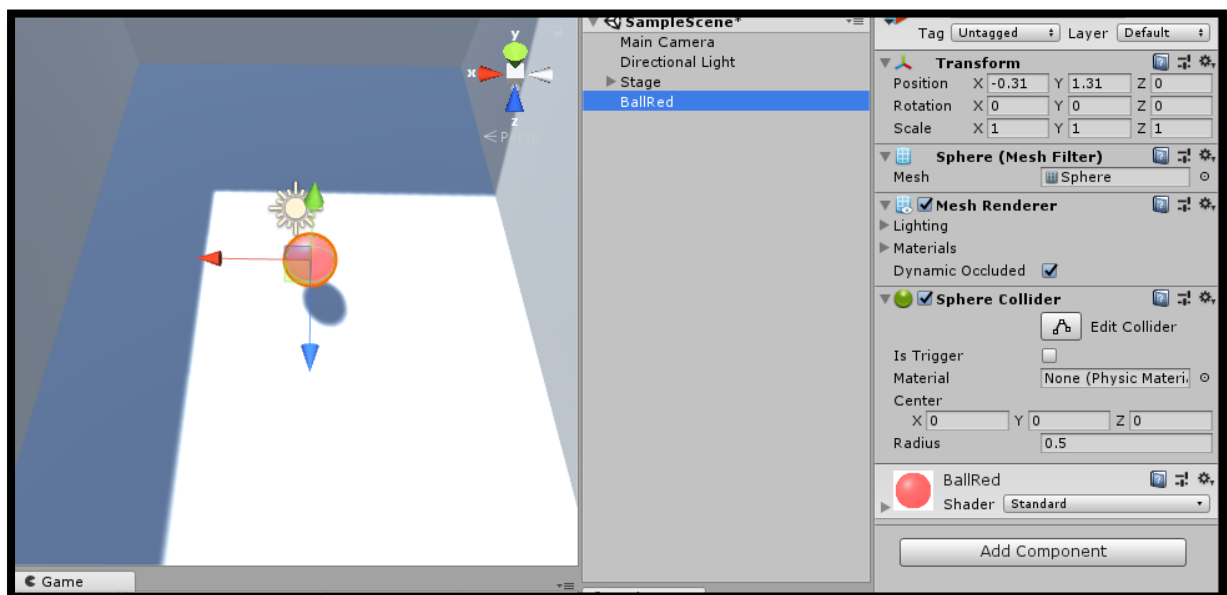 y
x
z
Persp
Game
SampleScene*
Main Camera
Directional Light
Stage
BallRed
Tag Untagged Layer Default
Transform
Position X -0.31 Y 1.31 Z 0
Rotation X 0 Y 0 Z 0
Scale X 1 Y 1 Z 1
Sphere (Mesh Filter)
Mesh Sphere
Mesh Renderer
Lighting
Materials
Dynamic Occluded
Sphere Collider
Edit Collider
Is Trigger
Material None (Physic Materi
Center
X 0 Y 0 Z 0
Radius 0.5
BallRed
Shader Standard
Add Component